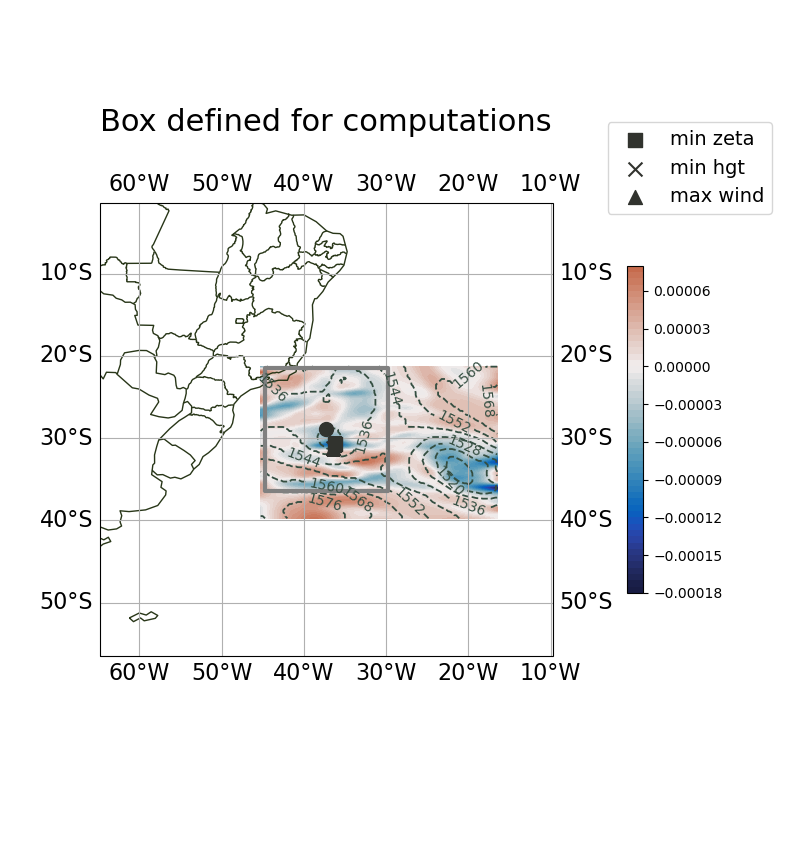 Box defined for computations
min zeta
min hgt
max wind
60°W 50°W 40°W 30°W 20°W 10°W
10°S 10°S
20°S 20°S
30°S 30°S
40°S 40°S
50°S 50°S
60°W 50°W 40°W 30°W 20°W 10°W
1536 1544 1560 1568
1552
1536 1528
1544
1520
1560 1568 1552 1536
1576
0.00006
0.00003
0.00000
−0.00003
−0.00006
−0.00009
−0.00012
−0.00015
−0.00018